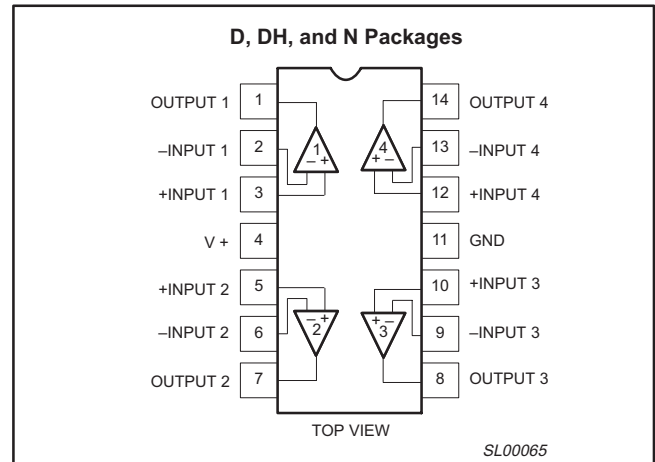 D, DH, and N Packages
OUTPUT 1 1 14 OUTPUT 4
–INPUT 1 2 1 4 13 –INPUT 4
– + + –
+INPUT 1 3 12 +INPUT 4
V + 4 11 GND
+INPUT 2 5 10 +INPUT 3
– + + –
–INPUT 2 6 2 3 9 –INPUT 3
OUTPUT 2 7 8 OUTPUT 3
TOP VIEW
SL00065